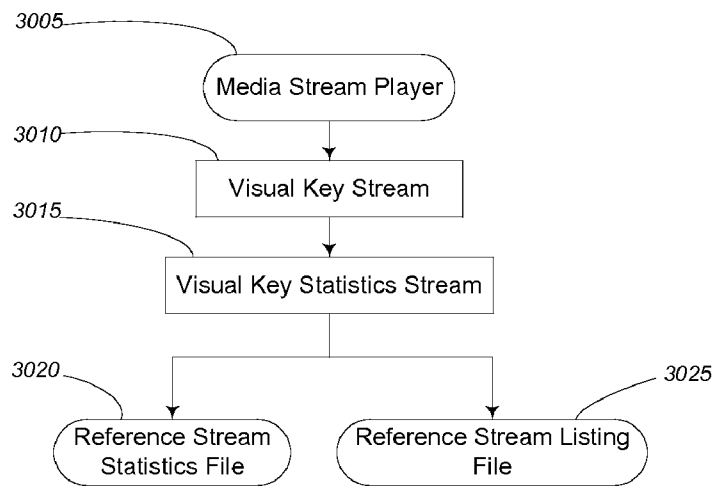 3005
Media Stream Player
3010
Visual Key Stream
3015
Visual Key Statistics Stream
3020
3025
Reference Stream
Statistics File
Reference Stream Listing
File